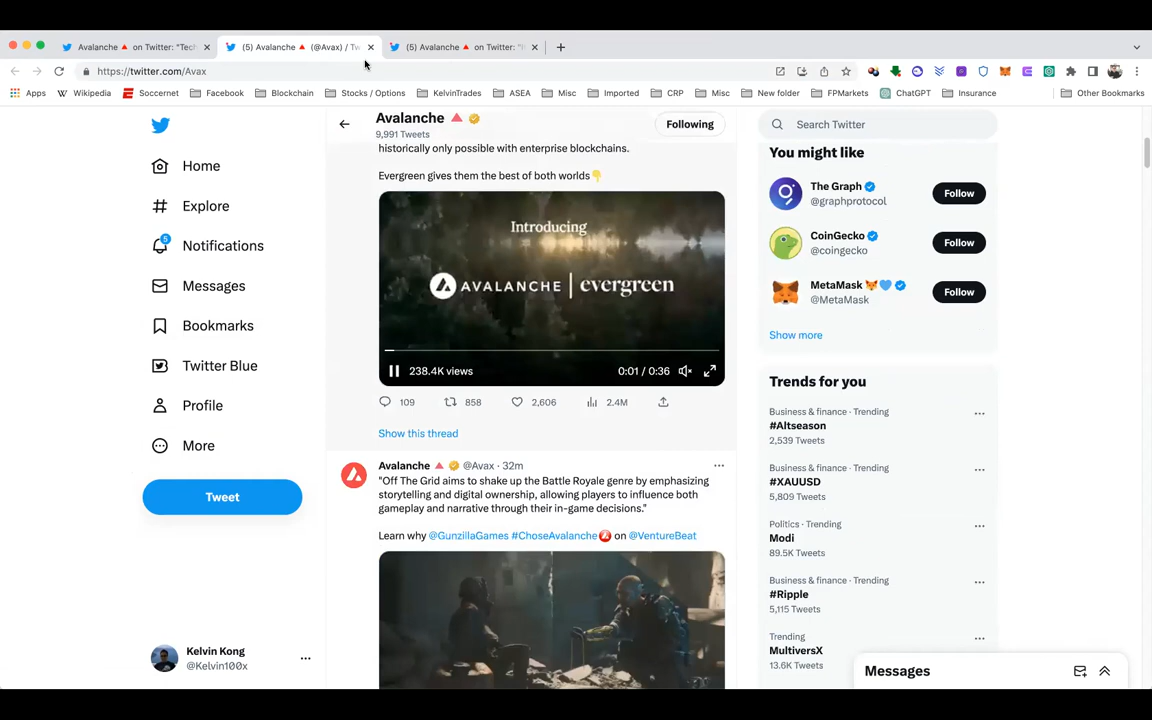 Avalanche 🔺 on Twitter: "Tech
(5) Avalanche 🔺 (@Avax) / Tw
(5) Avalanche 🔺 on Twitter: "I
https://twitter.com/Avax
Apps
Wikipedia
Soccernet
Facebook
Blockchain
Stocks / Options
KelvinTrades
ASEA
Misc
Imported
CRP
Misc
New folder
FPMarkets
ChatGPT
Insurance
Other Bookmarks
Home
Explore
5
Notifications
Messages
Bookmarks
Twitter Blue
Profile
More
Tweet
Kelvin Kong
@Kelvin100x
Avalanche 🔺
9,991 Tweets
Following
historically only possible with enterprise blockchains.
Evergreen gives them the best of both worlds👇
Introducing
AVALANCHE | evergreen
238.4K views
0:01 / 0:36
109
858
2,606
2.4M
Show this thread
Avalanche 🔺 @Avax · 32m
"Off The Grid aims to shake up the Battle Royale genre by emphasizing
storytelling and digital ownership, allowing players to influence both
gameplay and narrative through their in-game decisions."
Learn why @GunzillaGames #ChoseAvalanche on @VentureBeat
Search Twitter
You might like
The Graph
@graphprotocol
Follow
CoinGecko
@coingecko
Follow
MetaMask 🦊💙
@MetaMask
Follow
Show more
Trends for you
Business & finance · Trending
#Altseason
2,539 Tweets
Business & finance · Trending
#XAUUSD
5,809 Tweets
Politics · Trending
Modi
89.5K Tweets
Business & finance · Trending
#Ripple
5,115 Tweets
Trending
MultiversX
13.6K Tweets
Messages